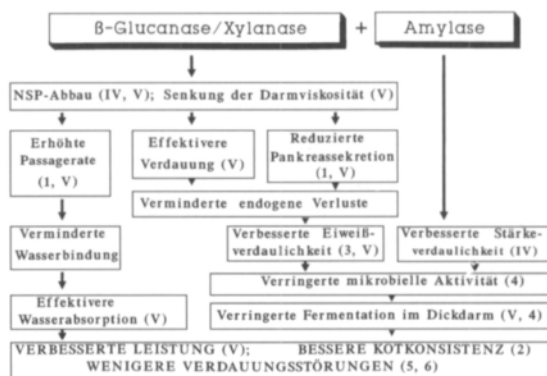 ß-Glucanase/Xylanase + Amylase
NSP-Abbau (IV, V); Senkung der Darmviskosität (V)
Erhöhte
Passagerate
(1, V)
Effektivere
Verdauung (V)
Reduzierte
Pankreassekretion
(1, V)
Verminderte endogene Verluste
Verminderte
Wasserbindung
Verbesserte Eiweiß-
verdaulichkeit (3, V)
Verbesserte Stärke-
verdaulichkeit (IV)
Verringerte mikrobielle Aktivität (4)
Effektivere
Wasserabsorption (V)
Verringerte Fermentation im Dickdarm (V, 4)
VERBESSERTE LEISTUNG (V); BESSERE KOTKONSISTENZ (2)
WENIGERE VERDAUUNGSSTÖRUNGEN (5, 6)